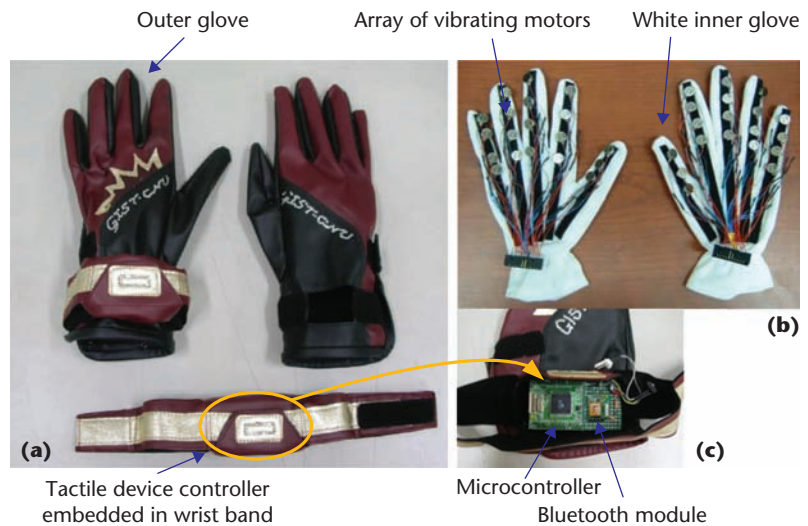 Outer glove
Array of vibrating motors
White inner glove
GIST-CNU
GIST-CNU
(b)
GIST
(a)
(c)
Tactile device controller
embedded in wrist band
Microcontroller
Bluetooth module